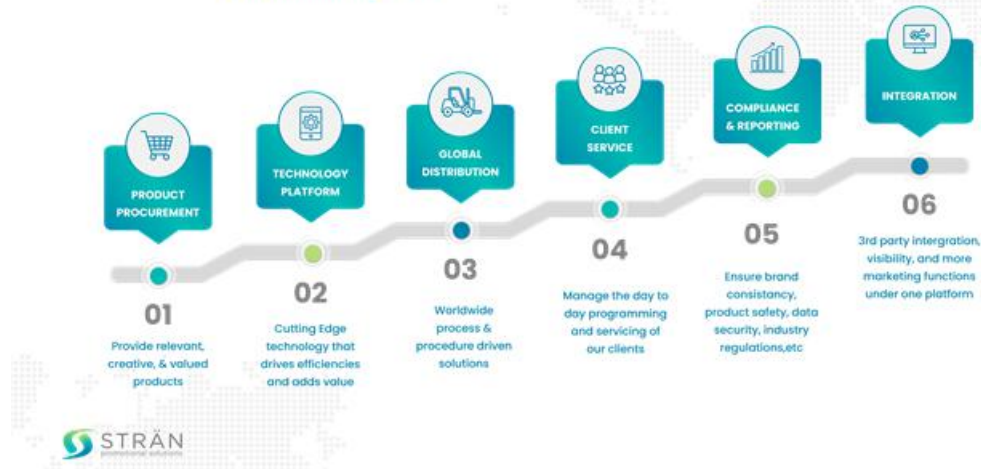 PRODUCT
PROCUREMENT
01
Provide relevant,
creative, & valued
products
TECHNOLOGY
PLATFORM
02
Cutting Edge
technology that
drives efficiencies
and adds value
GLOBAL
DISTRIBUTION
03
Worldwide
process &
procedure driven
solutions
CLIENT
SERVICE
04
Manage the day to
day programming
and servicing of
our clients
COMPLIANCE
& REPORTING
05
Ensure brand
consistancy,
product safety, data
security, industry
regulations,etc
INTEGRATION
06
3rd party intergration,
visibility, and more
marketing functions
under one platform
STRÄN
promotional solutions